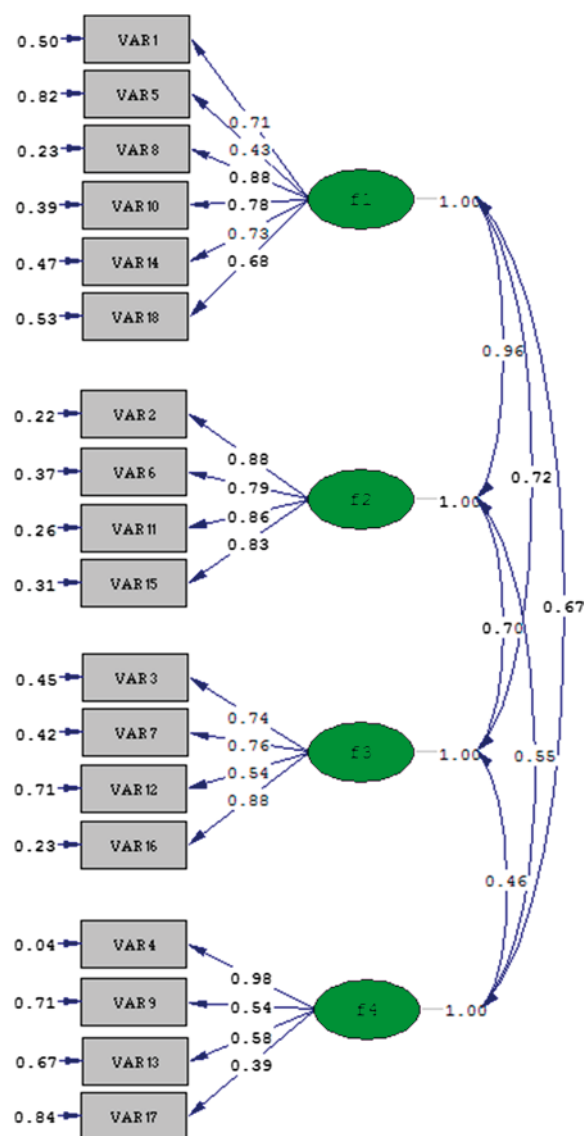 0.50 VAR1
0.82 VAR5
0.71
0.23 VAR8
0.43
0.88
0.39 VAR10 0.78 f1 1.00
0.73
0.47 VAR14
0.68
0.53 VAR18
0.96
0.22 VAR2
0.88
0.72
0.37 VAR6
0.79
0.86 f2 1.00
0.26 VAR11
0.83
0.31 VAR15
0.67
0.70
0.45 VAR3
0.74
0.42 VAR7
0.76 f3 1.00
0.55
0.54
0.71 VAR12
0.88
0.23 VAR16
0.46
0.04 VAR4
0.98
0.71 VAR9 0.54 f4 1.00
0.58
0.67 VAR13
0.39
0.84 VAR17